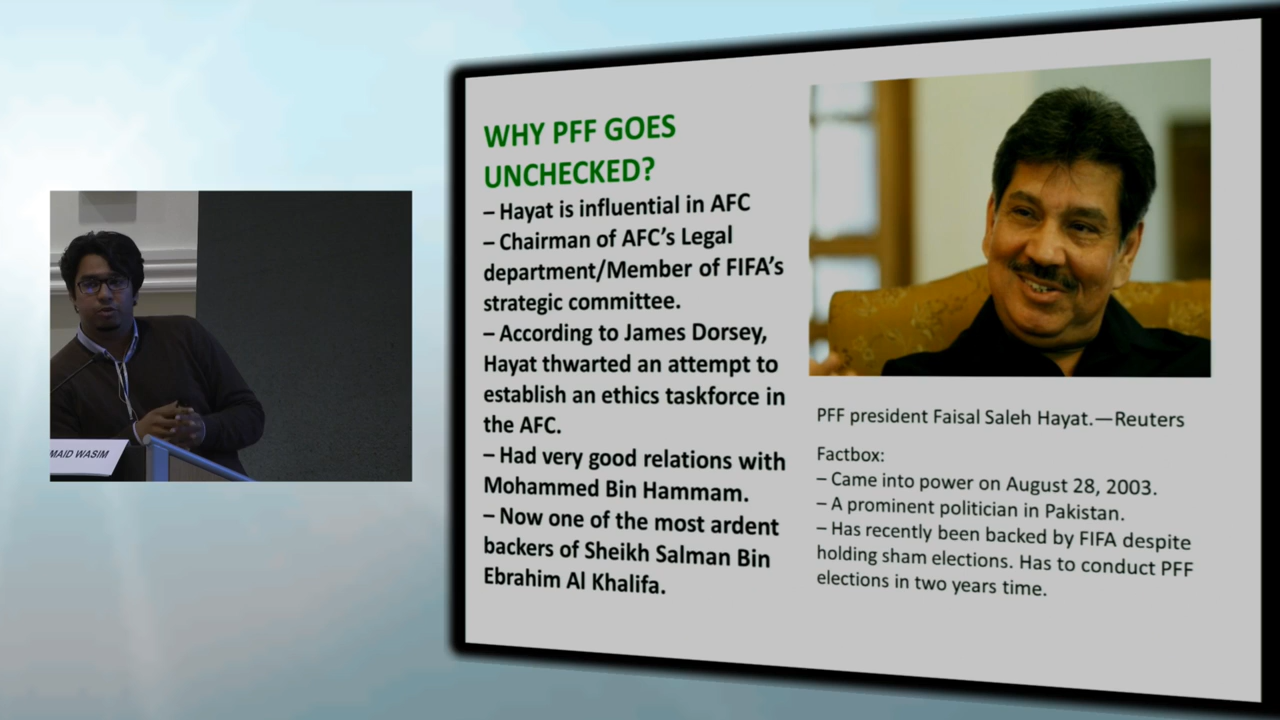 MAID WASIM
WHY PFF GOES
UNCHECKED?
– Hayat is influential in AFC
– Chairman of AFC's Legal
department/Member of FIFA's
strategic committee.
– According to James Dorsey,
Hayat thwarted an attempt to
establish an ethics taskforce in
the AFC.
– Had very good relations with
Mohammed Bin Hammam.
– Now one of the most ardent
backers of Sheikh Salman Bin
Ebrahim Al Khalifa.
PFF president Faisal Saleh Hayat.—Reuters
Factbox:
– Came into power on August 28, 2003.
– A prominent politician in Pakistan.
– Has recently been backed by FIFA despite
holding sham elections. Has to conduct PFF
elections in two years time.